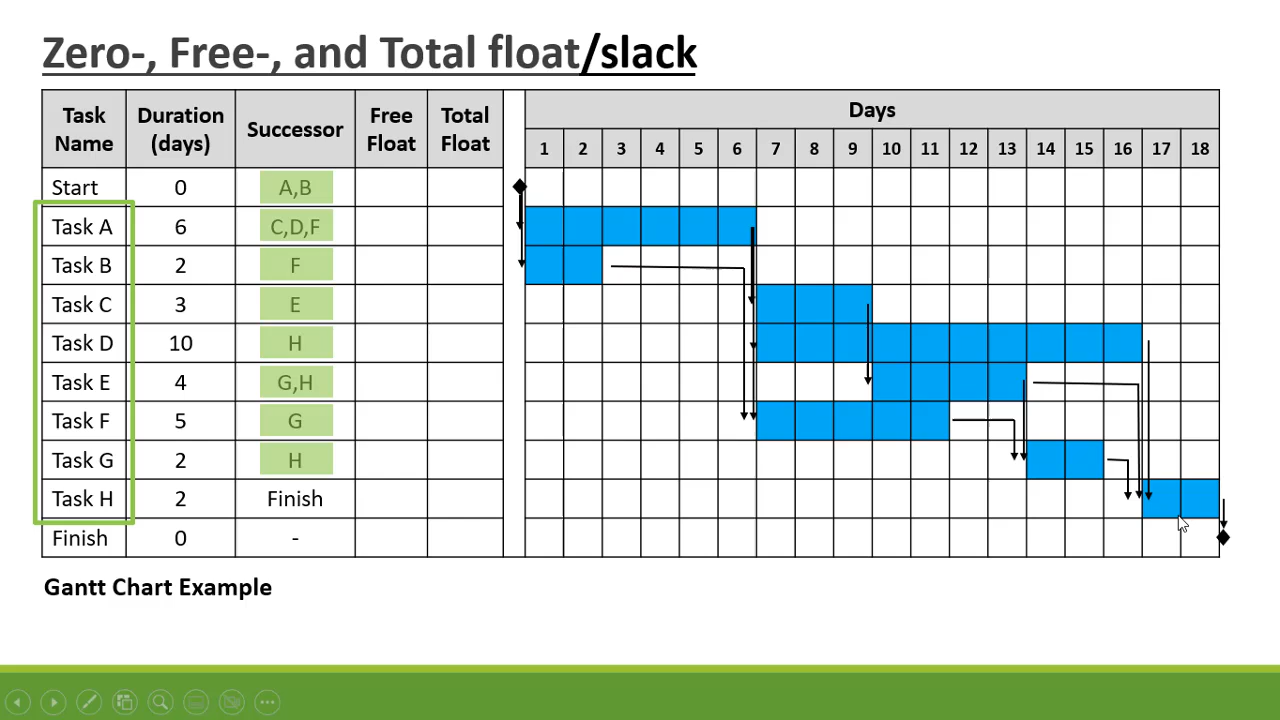 Zero-, Free-, and Total float/slack
Task Name Duration (days) Successor Free Float Total Float Days
1 2 3 4 5 6 7 8 9 10 11 12 13 14 15 16 17 18
Start 0 A,B
Task A 6 C,D,F
Task B 2 F
Task C 3 E
Task D 10 H
Task E 4 G,H
Task F 5 G
Task G 2 H
Task H 2 Finish
Finish 0 -
Gantt Chart Example